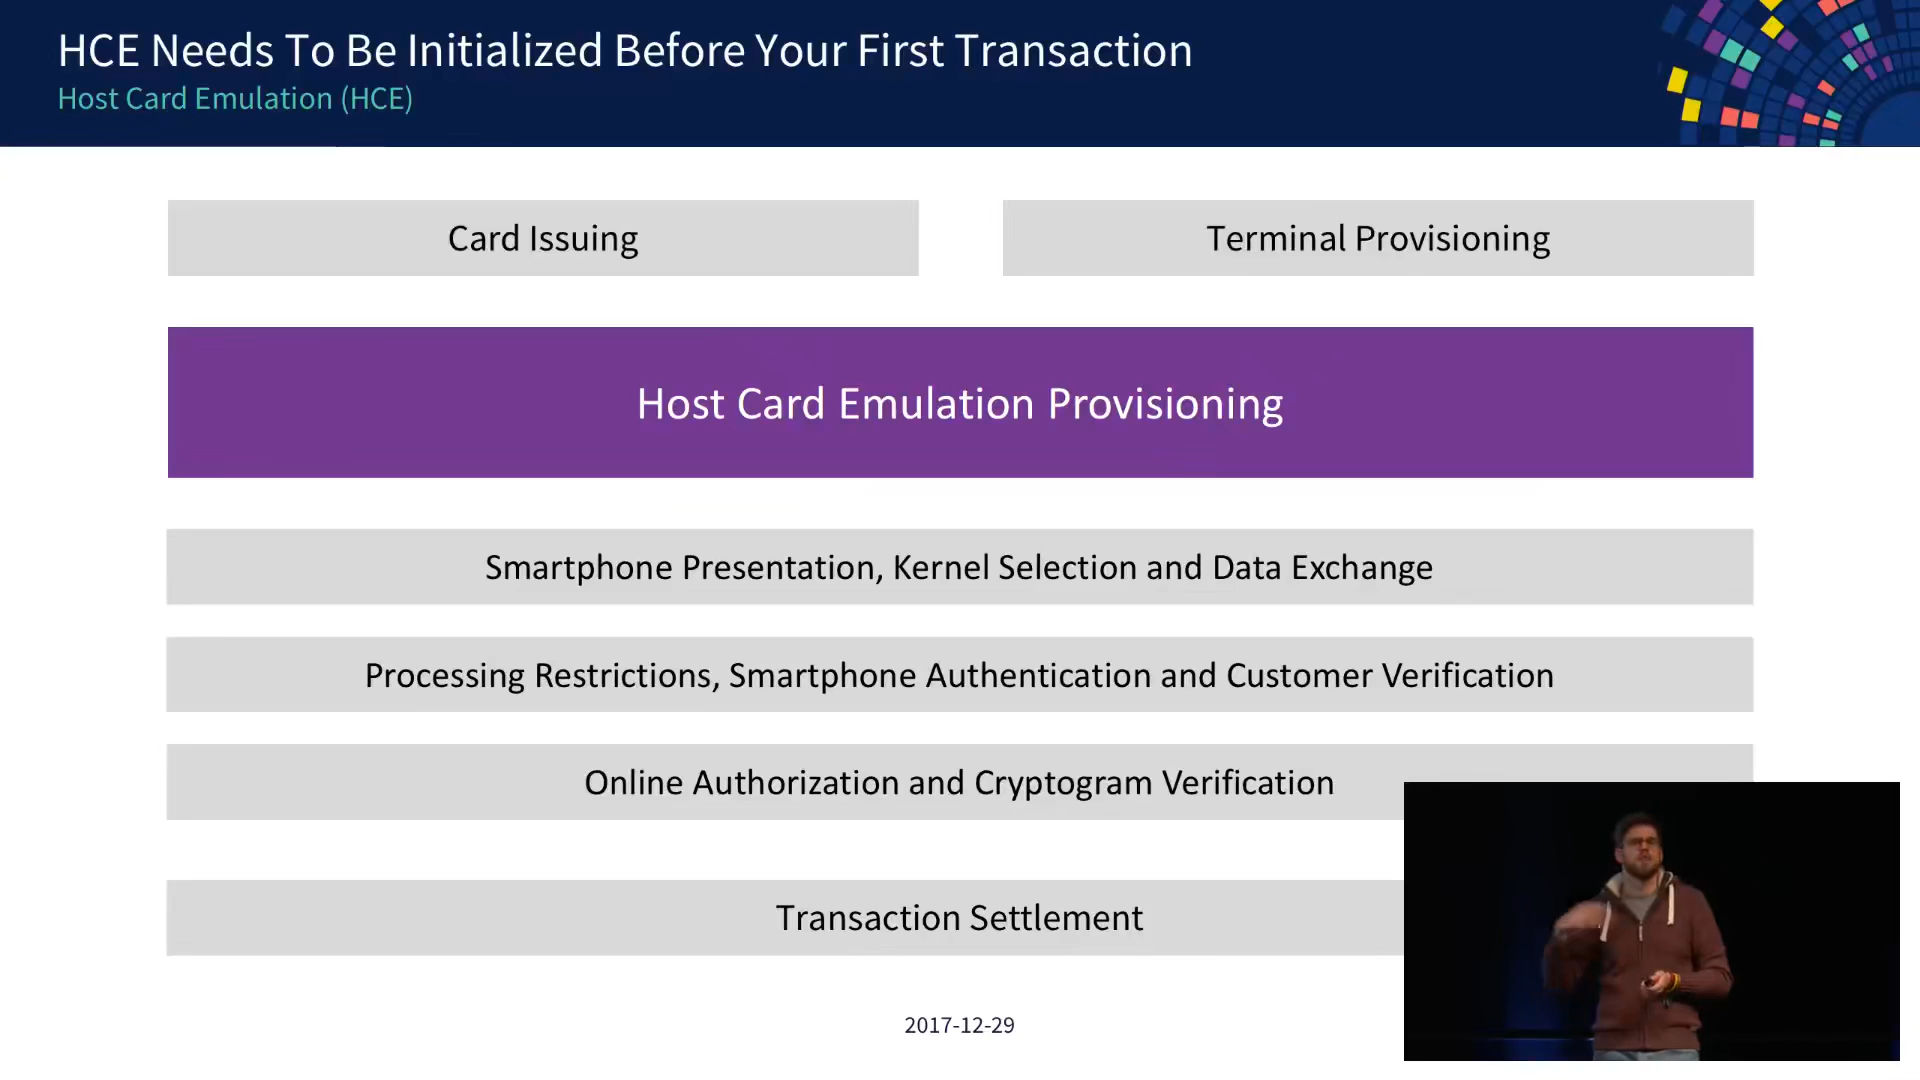 HCE Needs To Be Initialized Before Your First Transaction
Host Card Emulation (HCE)
Card Issuing
Terminal Provisioning
Host Card Emulation Provisioning
Smartphone Presentation, Kernel Selection and Data Exchange
Processing Restrictions, Smartphone Authentication and Customer Verification
Online Authorization and Cryptogram Verification
Transaction Settlement
2017-12-29